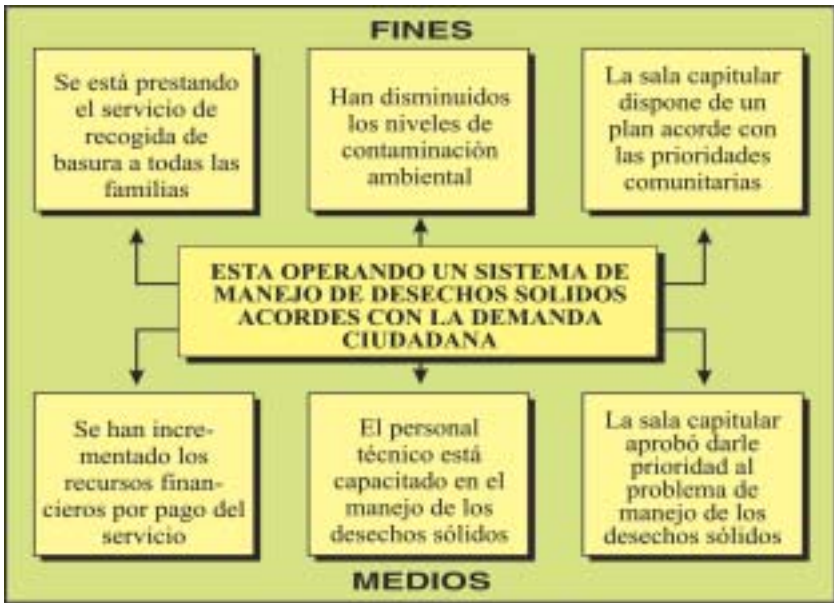 FINES
Se está prestando
el servicio de
recogida de
basura a todas las
familias
Han disminuidos
los niveles de
contaminación
ambiental
La sala capitular
dispone de un
plan acorde con
las prioridades
comunitarias
ESTA OPERANDO UN SISTEMA DE
MANEJO DE DESECHOS SOLIDOS
ACORDES CON LA DEMANDA
CIUDADANA
Se han incre-
mentado los
recursos finan-
cieros por pago del
servicio
El personal
técnico está
capacitado en el
manejo de los
desechos sólidos
La sala capitular
aprobó darle
prioridad al
problema de
manejo de los
desechos sólidos
MEDIOS